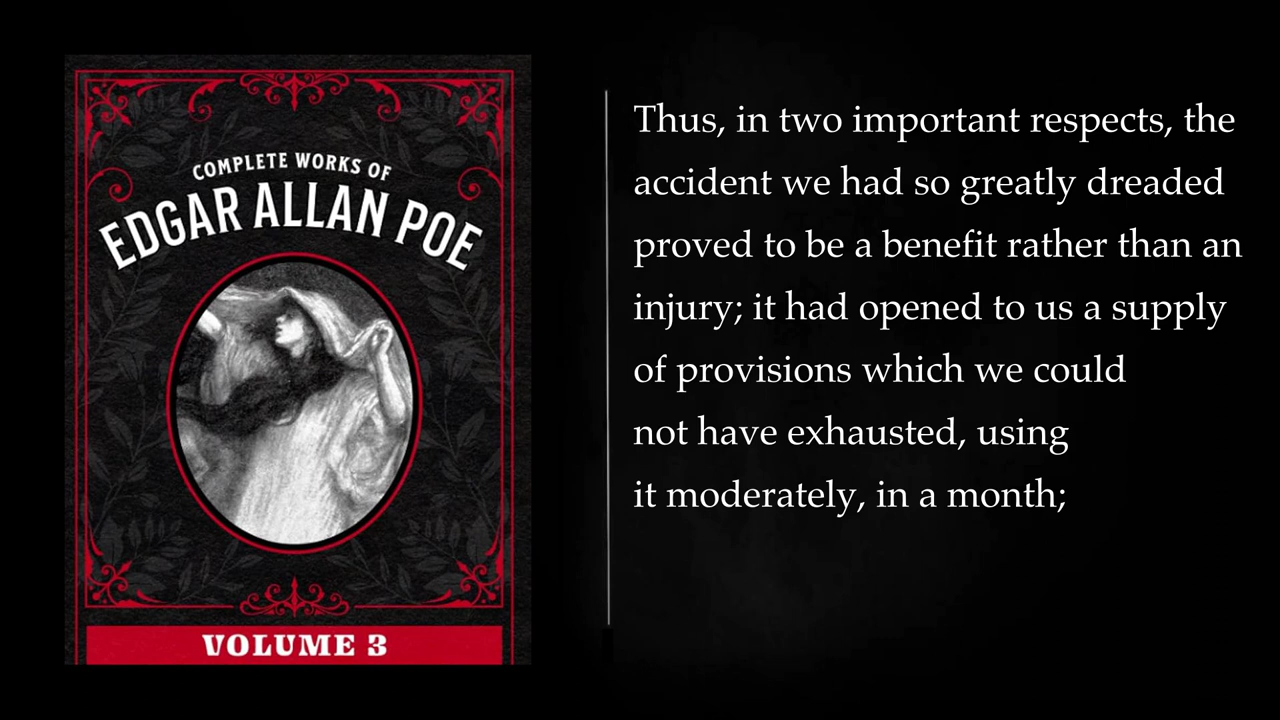 COMPLETE WORKS OF
EDGAR ALLAN POE
VOLUME 3
Thus, in two important respects, the
accident we had so greatly dreaded
proved to be a benefit rather than an
injury; it had opened to us a supply
of provisions which we could
not have exhausted, using
it moderately, in a month;